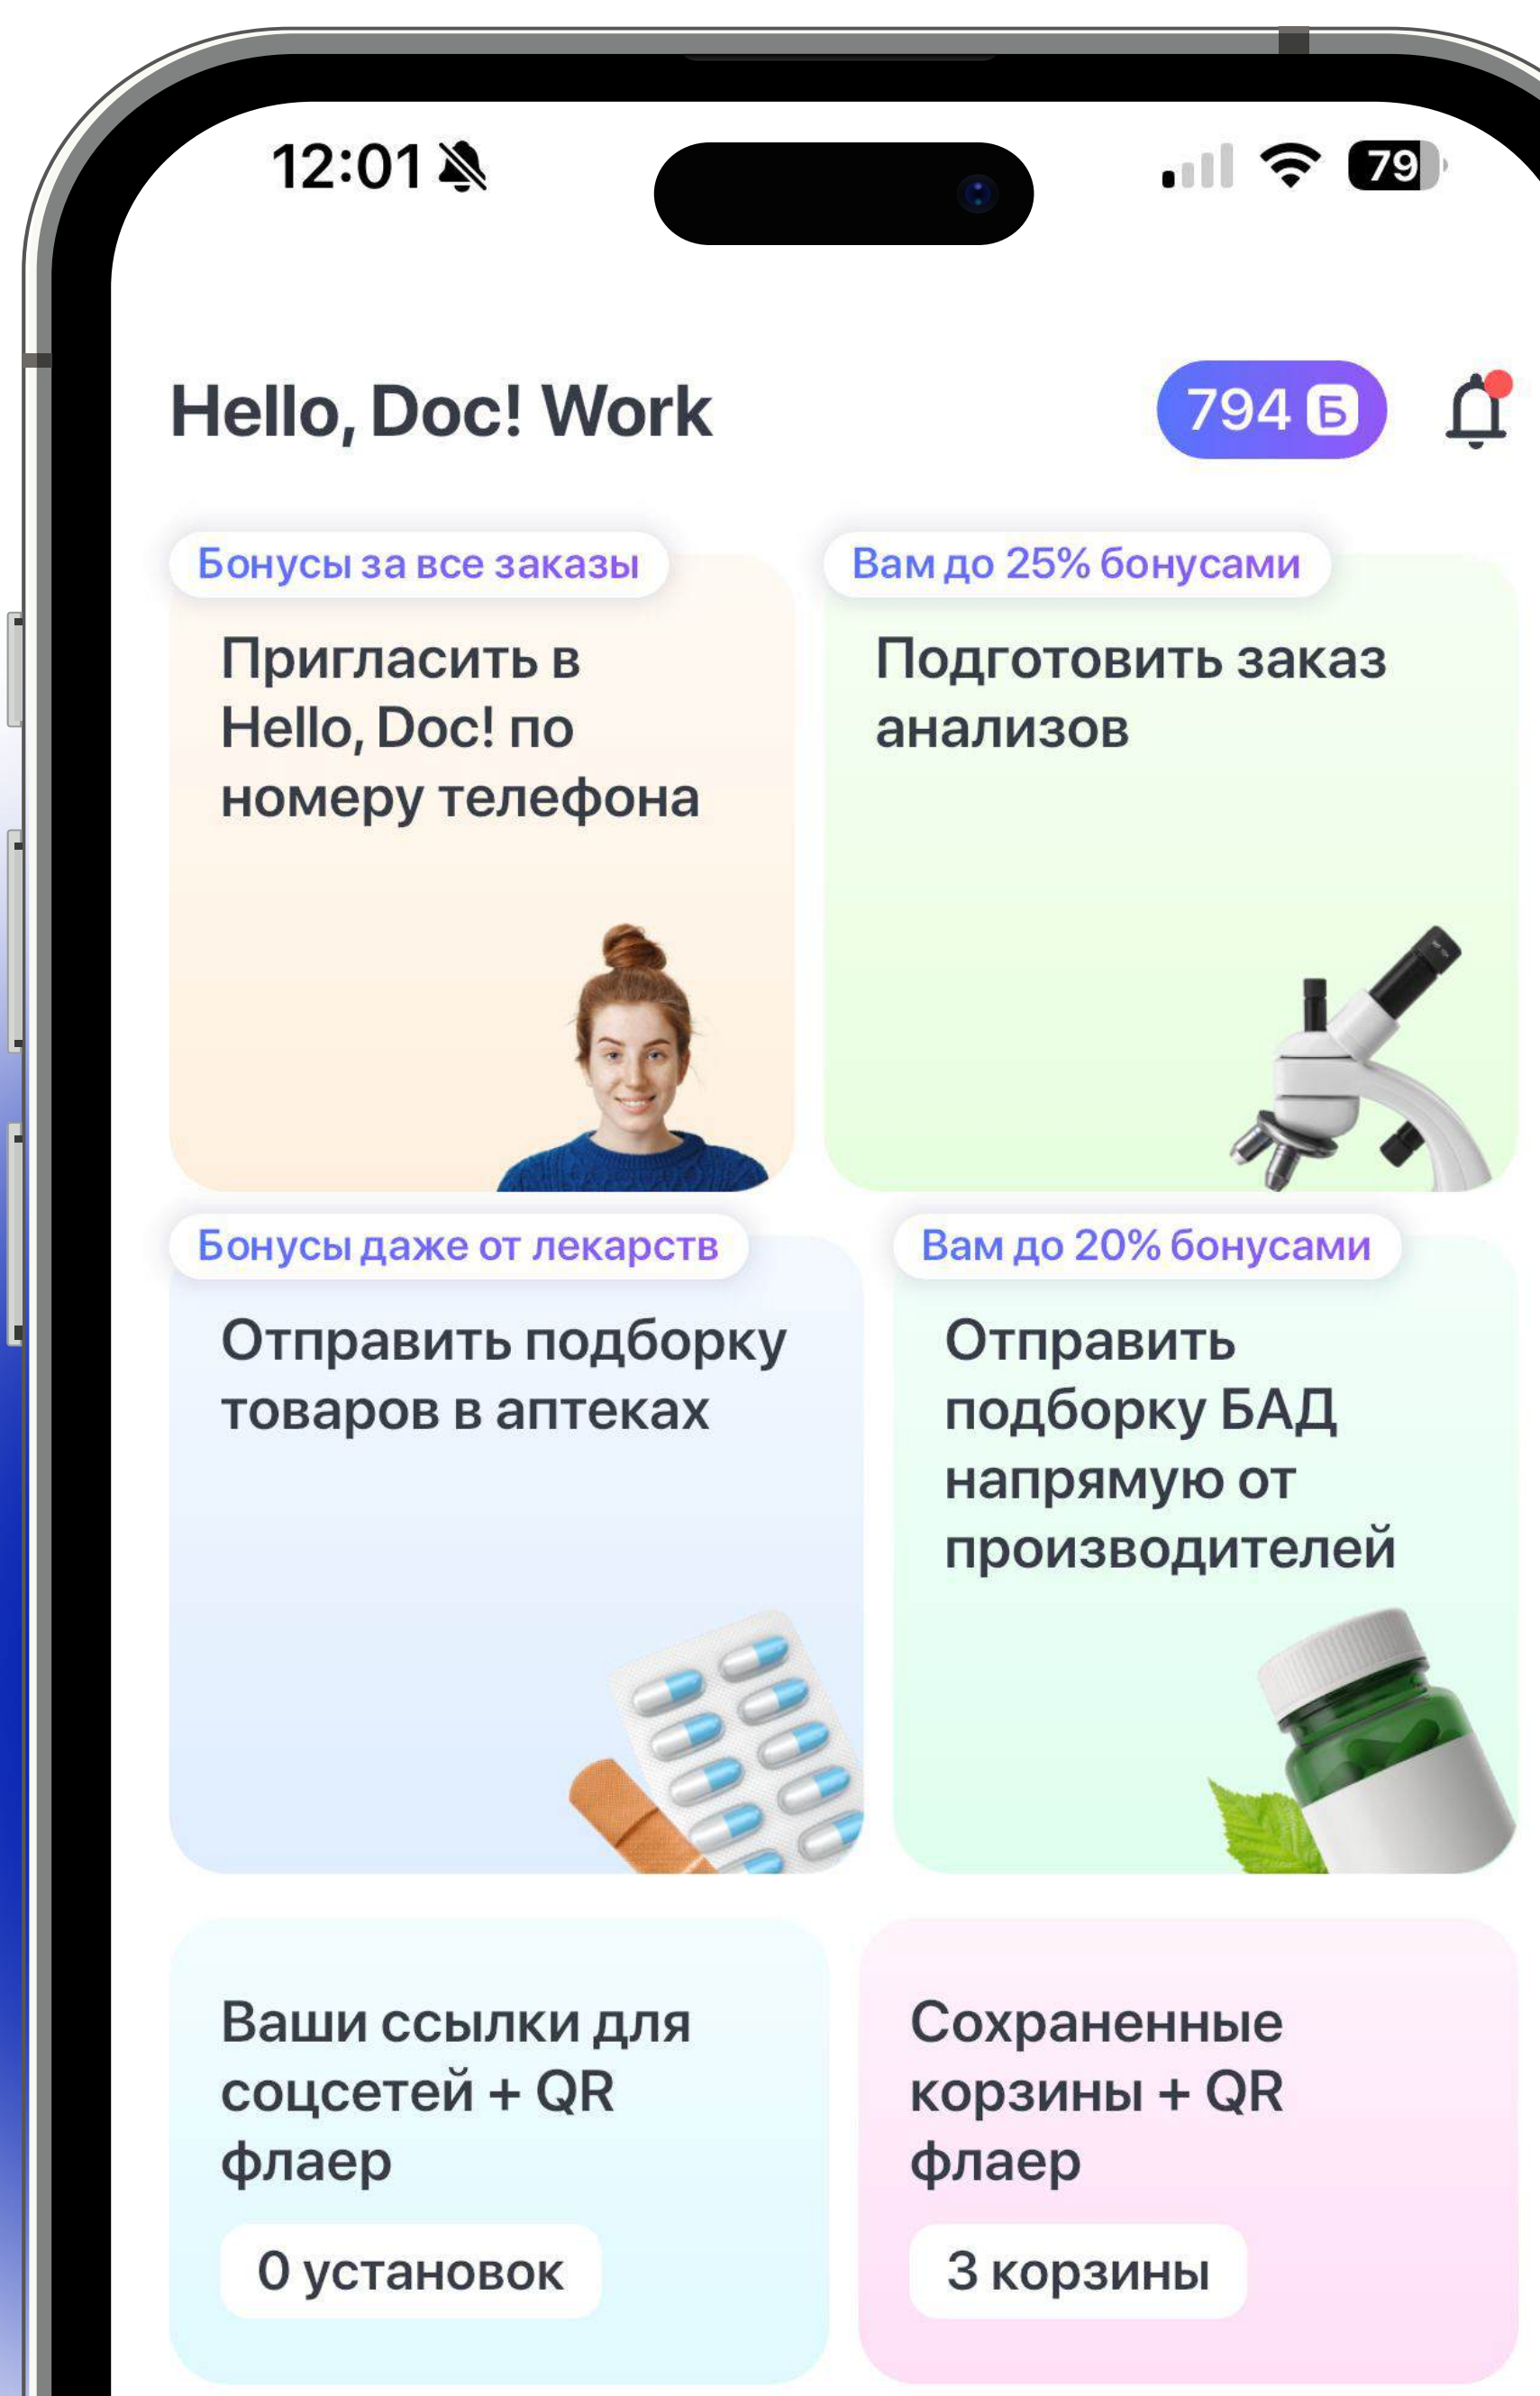 12:01
79
Hello, Doc! Work
794 Б
Бонусы за все заказы
Пригласить в
Hello, Doc! по
номеру телефона
Вам до 25% бонусами
Подготовить заказ
анализов
Бонусы даже от лекарств
Отправить подборку
товаров в аптеках
Вам до 20% бонусами
Отправить
подборку БАД
напрямую от
производителей
Ваши ссылки для
соцсетей + QR
флаер
0 установок
Сохраненные
корзины + QR
флаер
3 корзины